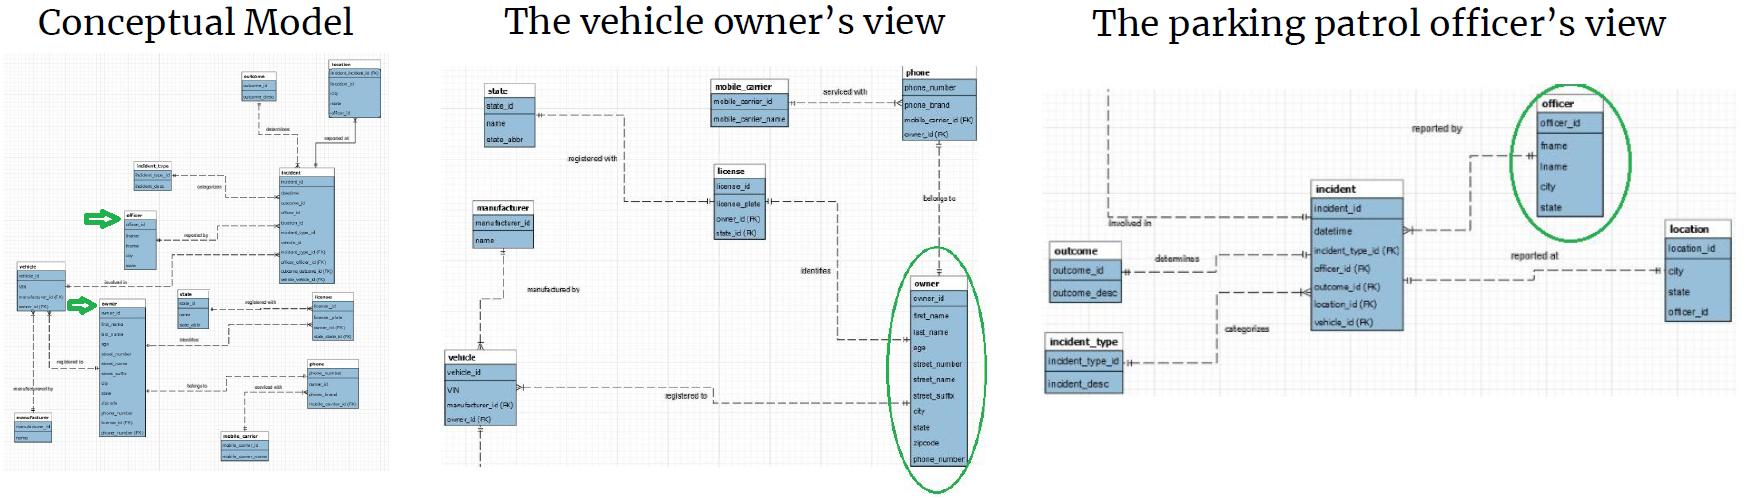 Conceptual Model
The vehicle owner's view
The parking patrol officer's view
location
incident_incident_id (FK)
location_id
city
state
officer_id
outcome
outcome_id
outcome_desc
determines
reported at
incident_type
incident_type_id
incident_desc
categorizes
incident
incident_id
datetime
outcome_id
officer_id
location_id
incident_type_id
vehicle_id
incident_type_id (FK)
officer_officer_id (FK)
outcome_outcome_id (FK)
vehicle_vehicle_id (FK)
officer
officer_id
fname
lname
city
state
reported by
involved in
vehicle
vehicle_id
VIN
manufacturer_id (FK)
owner_id (FK)
owner
owner_id
first_name
last_name
age
street_number
street_name
street_suffix
city
state
zipcode
phone_number
license_id (FK)
phone_number (FK)
state
state_id
name
state_abbr
registered with
identifies
license
license_id
license_plate
owner_id (FK)
state_state_id (FK)
registered to
belongs to
phone
phone_number
owner_id
phone_brand
mobile_carrier_id (FK)
serviced with
manufactured by
manufacturer
manufacturer_id
name
mobile_carrier
mobile_carrier_id
mobile_carrier_name
state
state_id
name
state_abbr
mobile_carrier
mobile_carrier_id
mobile_carrier_name
serviced with
phone
phone_number
phone_brand
mobile_carrier_id (FK)
owner_id (FK)
registered with
license
license_id
license_plate
owner_id (FK)
state_id (FK)
belongs to
manufacturer
manufacturer_id
name
manufactured by
identifies
owner
owner_id
first_name
last_name
age
street_number
street_name
street_suffix
city
state
zipcode
phone_number
vehicle
vehicle_id
VIN
manufacturer_id (FK)
owner_id (FK)
registered to
officer
officer_id
fname
lname
city
state
reported by
incident
incident_id
datetime
incident_type_id (FK)
officer_id (FK)
outcome_id (FK)
location_id (FK)
vehicle_id (FK)
involved in
outcome
outcome_id
outcome_desc
determines
reported at
location
location_id
city
state
officer_id
categorizes
incident_type
incident_type_id
incident_desc